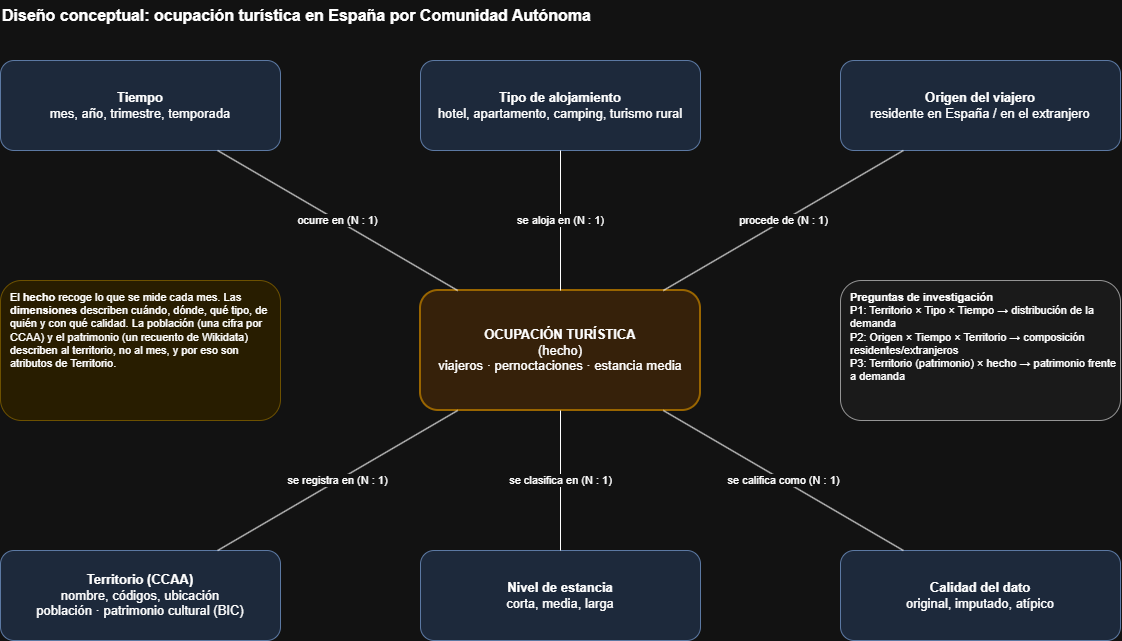 Diseño conceptual: ocupación turística en España por Comunidad Autónoma
Tiempo
mes, año, trimestre, temporada
Tipo de alojamiento
hotel, apartamento, camping, turismo rural
Origen del viajero
residente en España / en el extranjero
ocurre en (N : 1)
se aloja en (N : 1)
procede de (N : 1)
El hecho recoge lo que se mide cada mes. Las
dimensiones describen cuándo, dónde, qué tipo, de
quién y con qué calidad. La población (una cifra por
CCAA) y el patrimonio (un recuento de Wikidata)
describen al territorio, no al mes, y por eso son
atributos de Territorio.
OCUPACIÓN TURÍSTICA
(hecho)
viajeros · pernoctaciones · estancia media
Preguntas de investigación
P1: Territorio × Tipo × Tiempo → distribución de la
demanda
P2: Origen × Tiempo × Territorio → composición
residentes/extranjeros
P3: Territorio (patrimonio) × hecho → patrimonio frente
a demanda
se registra en (N : 1)
se clasifica en (N : 1)
se califica como (N : 1)
Territorio (CCAA)
nombre, códigos, ubicación
población · patrimonio cultural (BIC)
Nivel de estancia
corta, media, larga
Calidad del dato
original, imputado, atípico